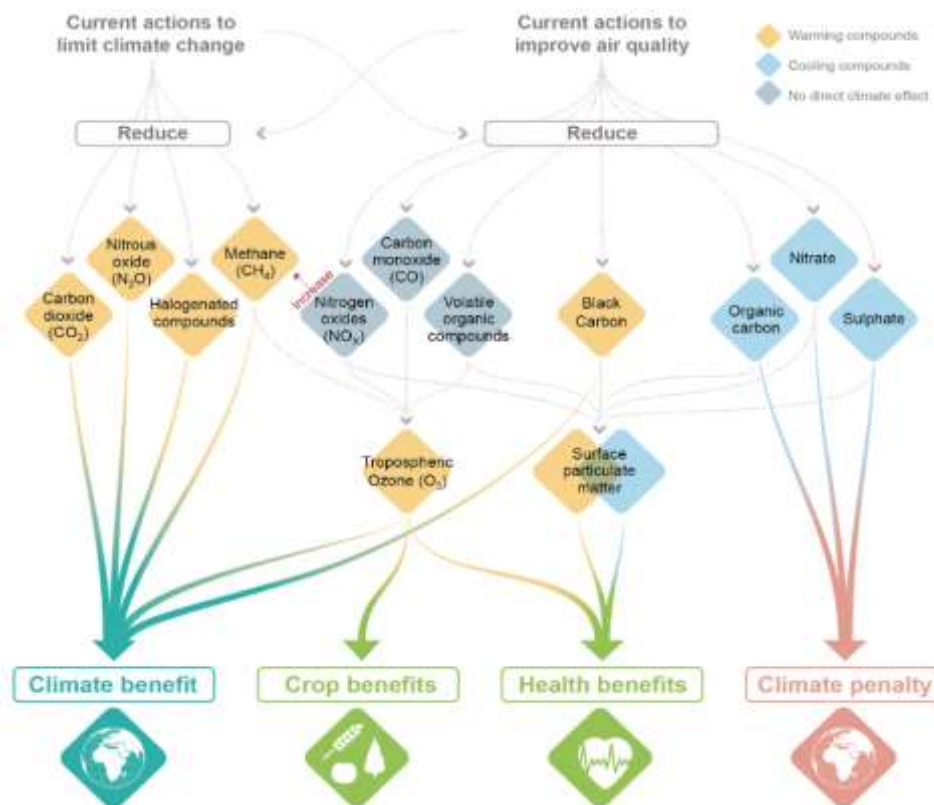 Current actions to
limit climate change
Current actions to
improve air quality
Warming compounds
Cooling compounds
No direct climate effect
Reduce
Reduce
Nitrous
oxide
(N₂O)
Methane
(CH₄)
Increase
Carbon
monoxide
(CO)
Nitrate
Carbon
dioxide
(CO₂)
Halogenated
compounds
Nitrogen
oxides
(NOₓ)
Volatile
organic
compounds
Black
Carbon
Organic
carbon
Sulphate
Tropospheric
Ozone (O₃)
Surface
particulate
matter
Climate benefit
Crop benefits
Health benefits
Climate penalty